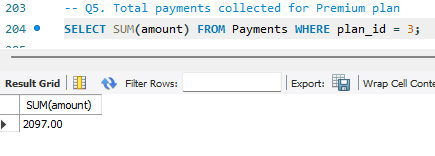 203 -- Q5. Total payments collected for Premium plan
204 SELECT SUM(amount) FROM Payments WHERE plan_id = 3;
Result Grid Filter Rows: Export: Wrap Cell Conte
SUM(amount)
2097.00